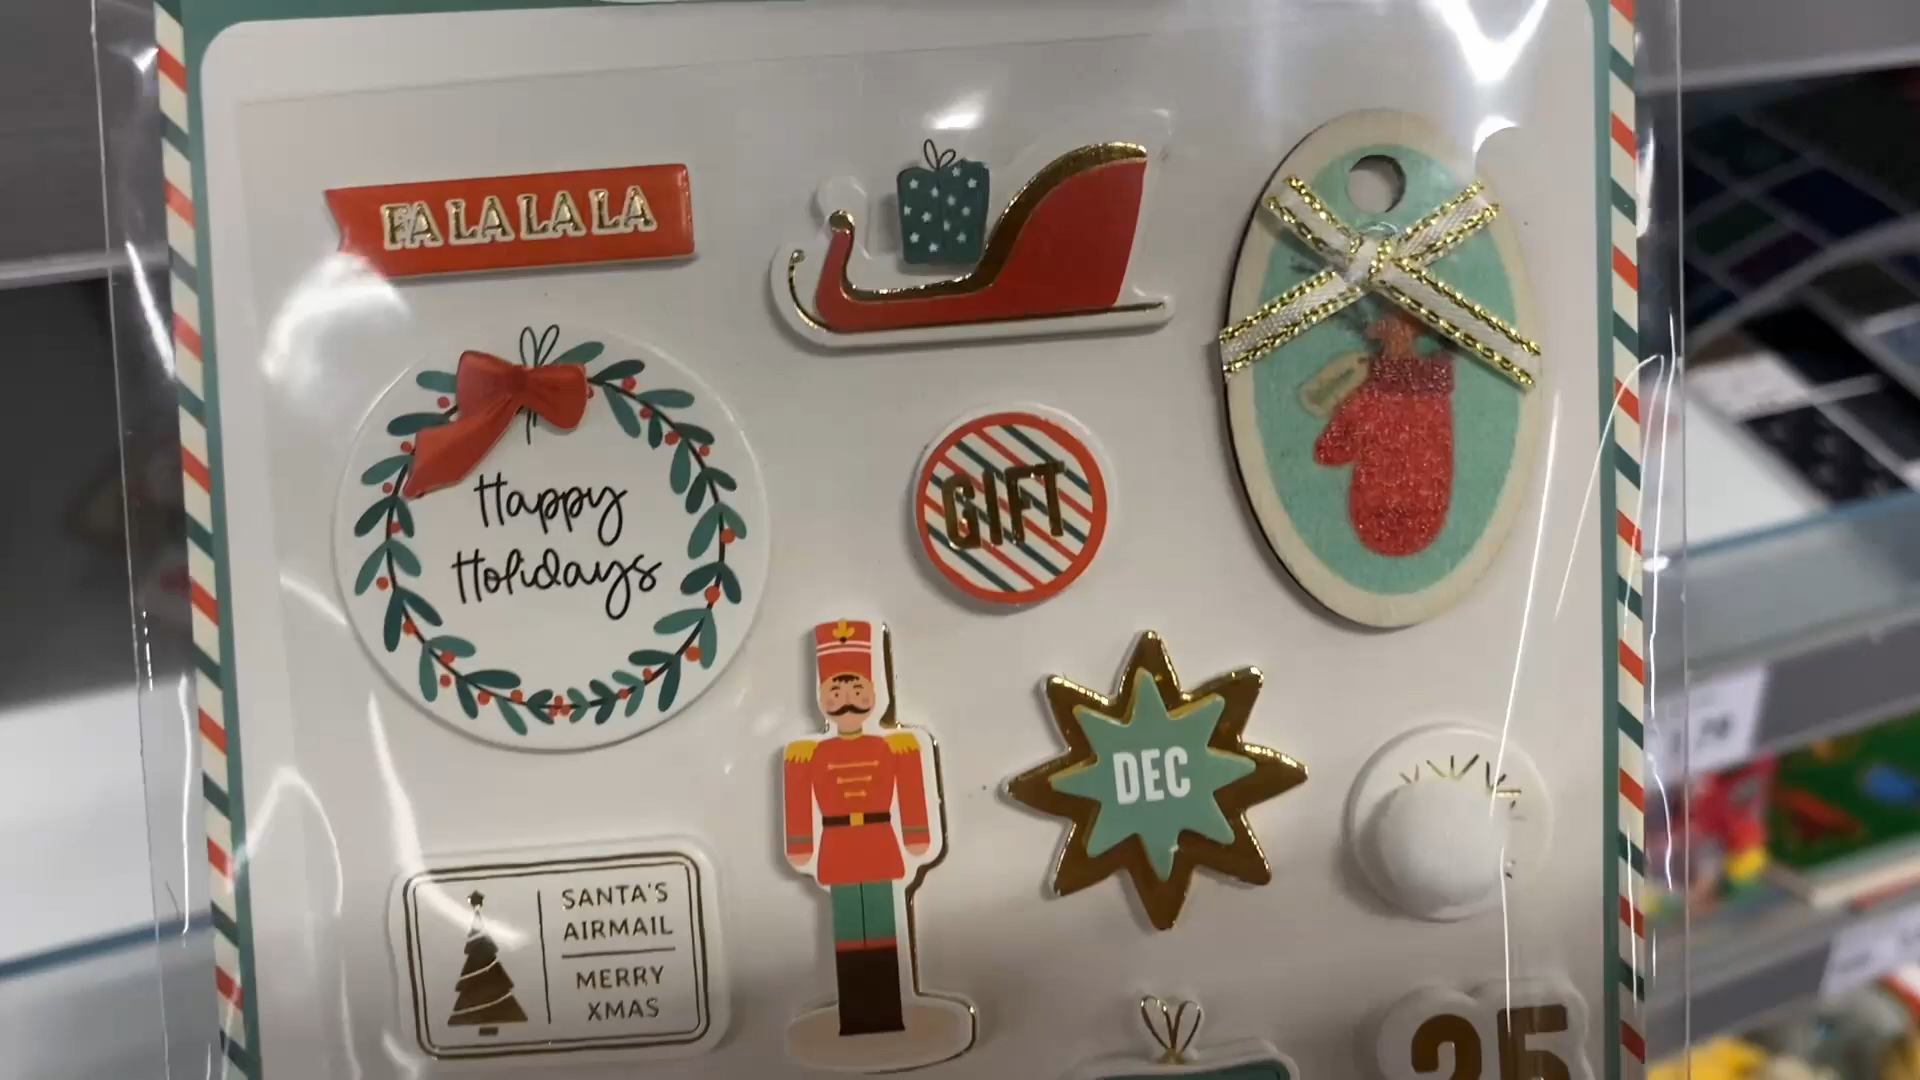 FA LA LA LA
Happy
Holidays
GIFT
DEC
SANTA'S
AIRMAIL
MERRY
XMAS
25